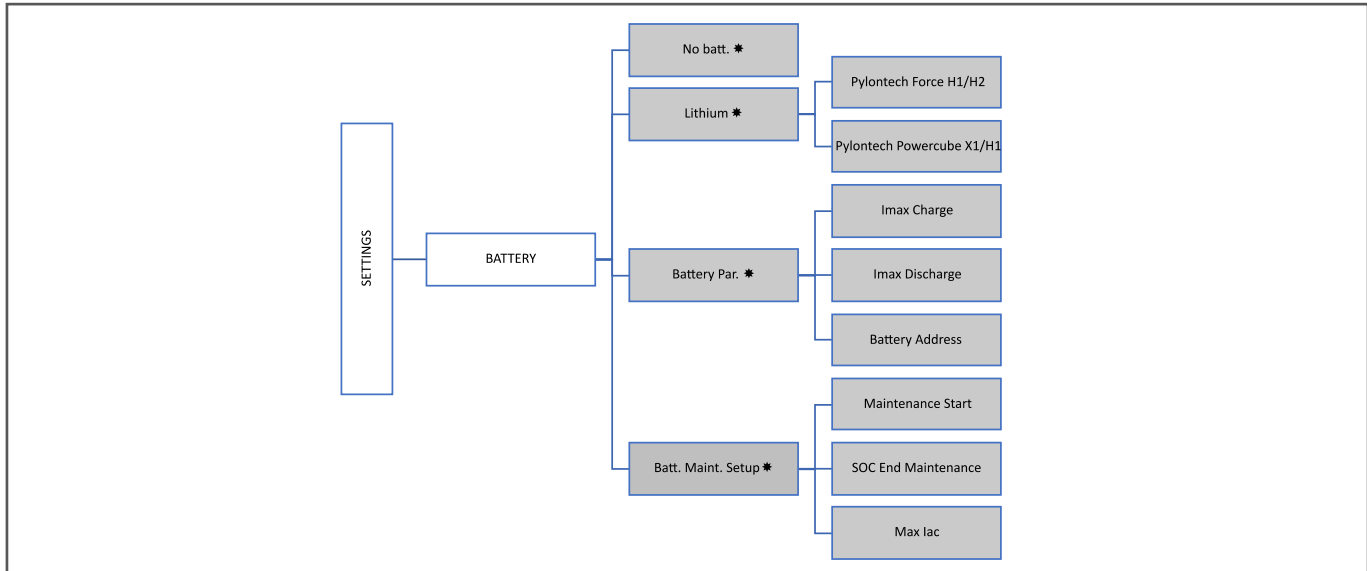 SETTINGS
BATTERY
No batt. ✸
Lithium ✸
Pylontech Force H1/H2
Pylontech Powercube X1/H1
Battery Par. ✸
Imax Charge
Imax Discharge
Battery Address
Batt. Maint. Setup ✸
Maintenance Start
SOC End Maintenance
Max Iac